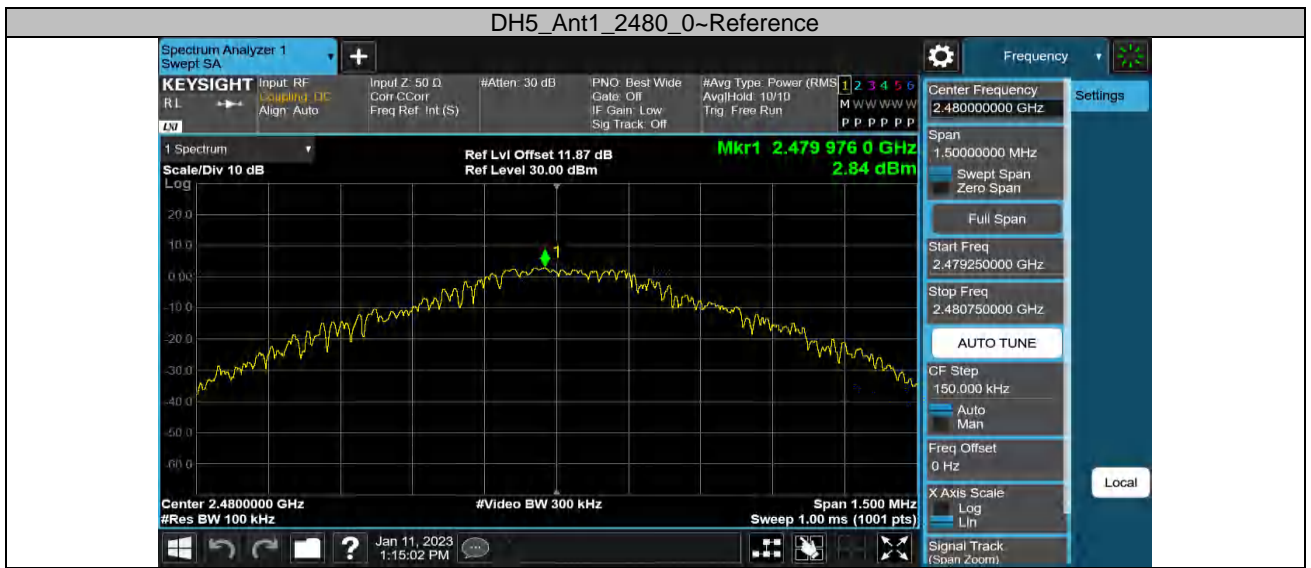 DH5_Ant1_2480_0~Reference
Spectrum Analyzer 1
Swept SA
Frequency
KEYSIGHT
RL
LNI
Input: RF
Coupling: DC
Align: Auto
Input Z: 50 Ω
Corr CCorr
Freq Ref: Int (S)
#Atten: 30 dB
PNO: Best Wide
Gate: Off
IF Gain: Low
Sig Track: Off
#Avg Type: Power (RMS
Avg|Hold: 10/10
Trig: Free Run
1 2 3 4 5 6
M W W W W W
P P P P P P
1 Spectrum
Scale/Div 10 dB
Log
Ref Lvl Offset 11.87 dB
Ref Level 30.00 dBm
Mkr1 2.479 976 0 GHz
2.84 dBm
1
20.0
10.0
0.00
-10.0
-20.0
-30.0
-40.0
-50.0
-60.0
Center 2.4800000 GHz
#Res BW 100 kHz
#Video BW 300 kHz
Span 1.500 MHz
Sweep 1.00 ms (1001 pts)
Jan 11, 2023
1:15:02 PM
Center Frequency
2.480000000 GHz
Settings
Span
1.50000000 MHz
Swept Span
Zero Span
Full Span
Start Freq
2.479250000 GHz
Stop Freq
2.480750000 GHz
AUTO TUNE
CF Step
150.000 kHz
Auto
Man
Freq Offset
0 Hz
X Axis Scale
Log
Lin
Signal Track
(Span Zoom)
Local